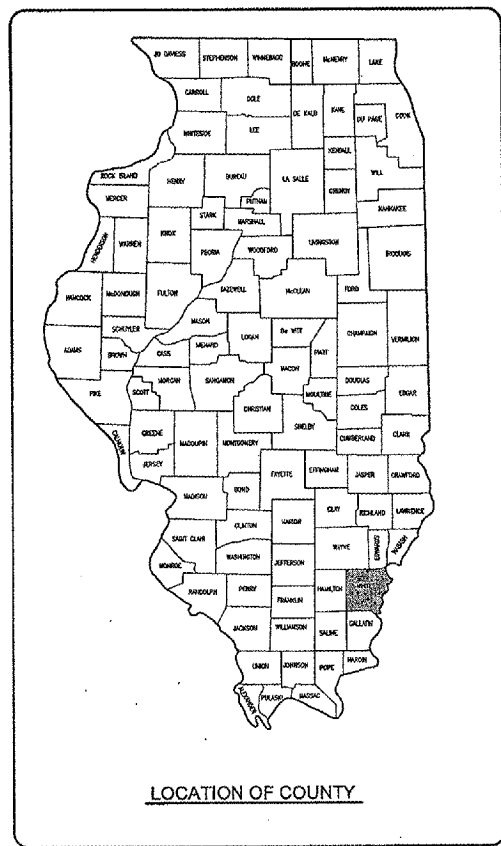 JO DAVIESS STEPHENSON WINNEBAGO BOONE McHENRY LAKE
CARROLL OGLE DE KALB KANE DU PAGE COOK
WHITESIDE LEE KENDALL WILL
ROCK ISLAND HENRY BUREAU LA SALLE GRUNDY
MERCER PUTNAM KANKAKEE
HENDERSON WARREN KNOX STARK MARSHALL LIVINGSTON IROQUOIS
PEORIA WOODFORD
HANCOCK McDONOUGH FULTON TAZEWELL McCLEAN FORD
SCHUYLER MASON LOGAN De WITT CHAMPAIGN VERMILION
ADAMS BROWN CASS MENARD MACON PIATT
PIKE SCOTT MORGAN SANGAMON MOULTRIE DOUGLAS EDGAR
CHRISTIAN COLES
CALHOUN GREENE MACOUPIN MONTGOMERY SHELBY CUMBERLAND CLARK
JERSEY FAYETTE EFFINGHAM JASPER CRAWFORD
MADISON BOND CLAY RICHLAND LAWRENCE
CLINTON MARION
SAINT CLAIR WAYNE EDWARDS WABASH
MONROE WASHINGTON JEFFERSON
RANDOLPH PERRY FRANKLIN HAMILTON WHITE
JACKSON WILLIAMSON SALINE GALLATIN
UNION JOHNSON POPE HARDIN
ALEXANDER PULASKI MASSAC
LOCATION OF COUNTY